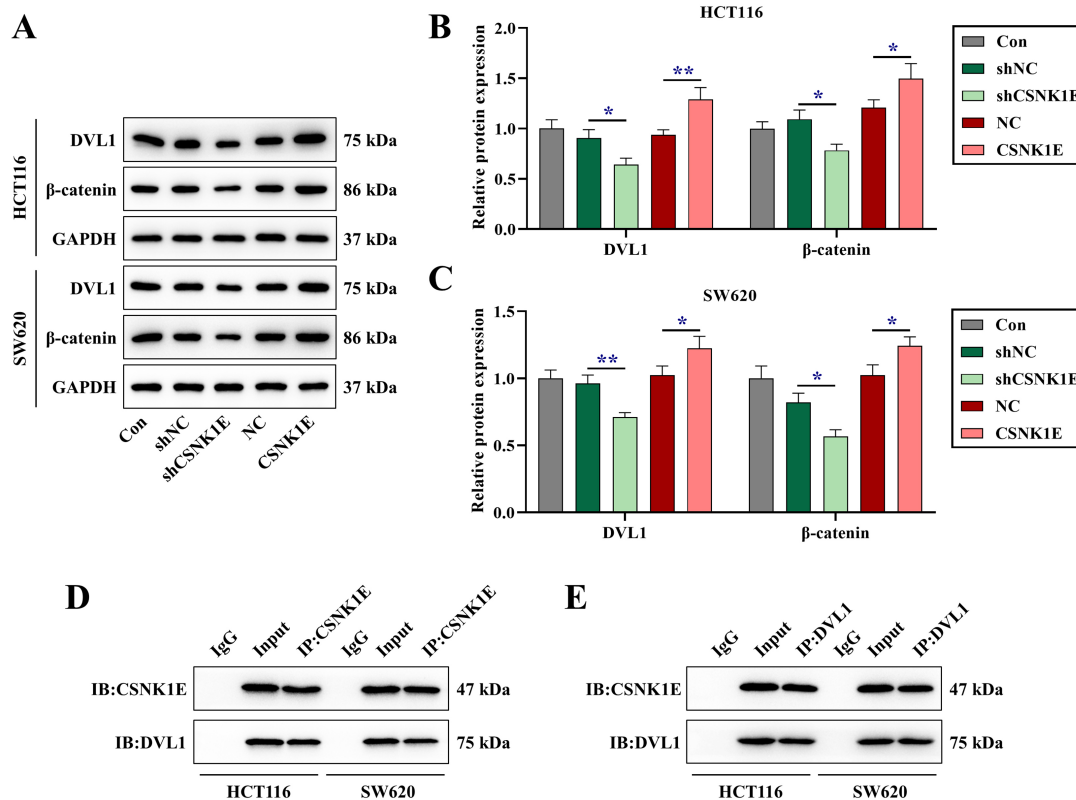 A
HCT116
DVL1
75 kDa
β-catenin
86 kDa
GAPDH
37 kDa
SW620
DVL1
75 kDa
β-catenin
86 kDa
GAPDH
37 kDa
Con
shNC
shCSNK1E
NC
CSNK1E
B
HCT116
Relative protein expression
2.0
1.5
1.0
0.5
0.0
*
**
*
*
DVL1
β-catenin
Con
shNC
shCSNK1E
NC
CSNK1E
C
SW620
Relative protein expression
1.5
1.0
0.5
0.0
**
*
*
*
DVL1
β-catenin
Con
shNC
shCSNK1E
NC
CSNK1E
D
IgG
Input
IP:CSNK1E
IgG
Input
IP:CSNK1E
IB:CSNK1E
47 kDa
IB:DVL1
75 kDa
HCT116
SW620
E
IgG
Input
IP:DVL1
IgG
Input
IP:DVL1
IB:CSNK1E
47 kDa
IB:DVL1
75 kDa
HCT116
SW620